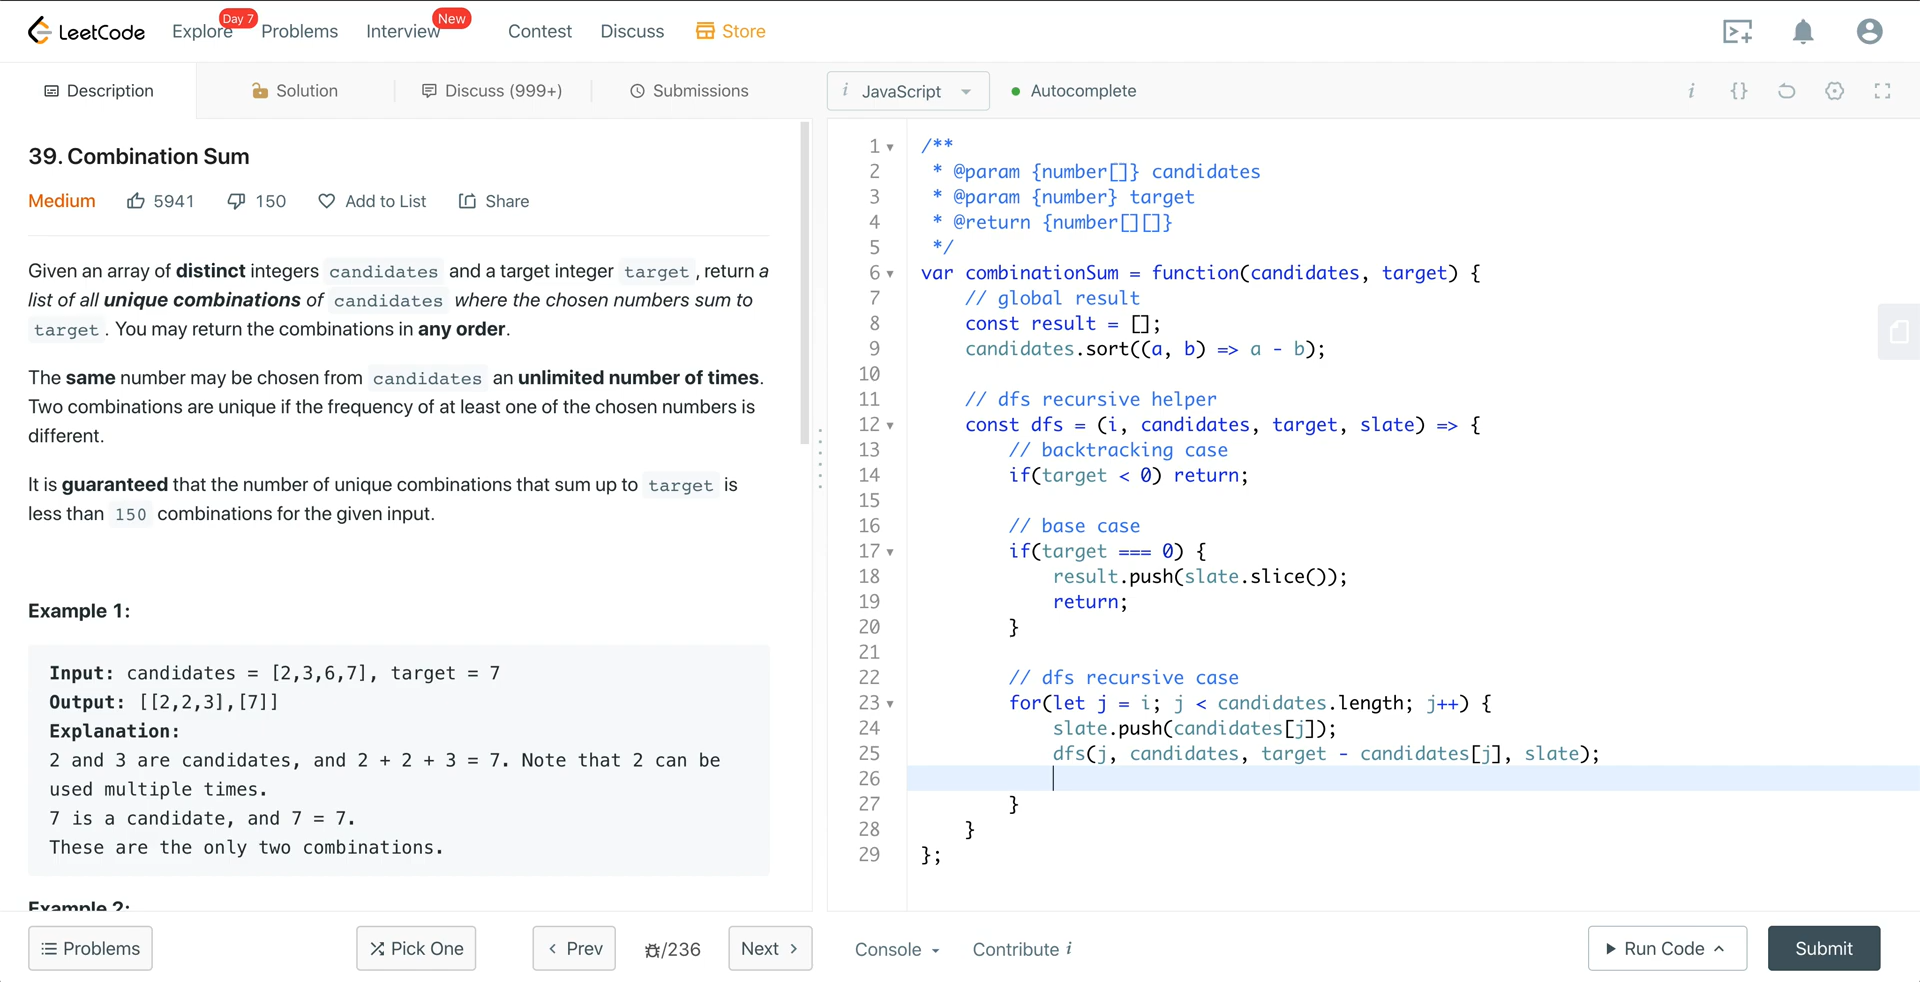 LeetCode
Explore
Day 7
Problems
Interview
New
Contest
Discuss
Store
Description
Solution
Discuss (999+)
Submissions
i JavaScript
Autocomplete
i {}
39. Combination Sum
Medium 5941 150 Add to List Share
Given an array of distinct integers candidates and a target integer target , return a
list of all unique combinations of candidates where the chosen numbers sum to
target . You may return the combinations in any order.
The same number may be chosen from candidates an unlimited number of times.
Two combinations are unique if the frequency of at least one of the chosen numbers is
different.
It is guaranteed that the number of unique combinations that sum up to target is
less than 150 combinations for the given input.
Example 1:
Input: candidates = [2,3,6,7], target = 7
Output: [[2,2,3],[7]]
Explanation:
2 and 3 are candidates, and 2 + 2 + 3 = 7. Note that 2 can be
used multiple times.
7 is a candidate, and 7 = 7.
These are the only two combinations.
Example 2:
1 /**
2 * @param {number[]} candidates
3 * @param {number} target
4 * @return {number[][]}
5 */
6 var combinationSum = function(candidates, target) {
7 // global result
8 const result = [];
9 candidates.sort((a, b) => a - b);
10
11 // dfs recursive helper
12 const dfs = (i, candidates, target, slate) => {
13 // backtracking case
14 if(target < 0) return;
15
16 // base case
17 if(target === 0) {
18 result.push(slate.slice());
19 return;
20 }
21
22 // dfs recursive case
23 for(let j = i; j < candidates.length; j++) {
24 slate.push(candidates[j]);
25 dfs(j, candidates, target - candidates[j], slate);
26
27 }
28 }
29 };
Problems
Pick One
Prev
/236
Next
Console
Contribute i
Run Code
Submit